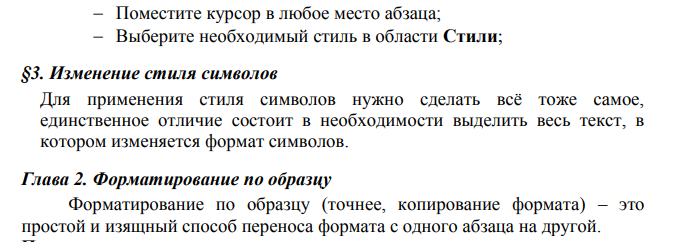 – Поместите курсор в любое место абзаца;
– Выберите необходимый стиль в области Стили;
§3. Изменение стиля символов
Для применения стиля символов нужно сделать всё тоже самое,
единственное отличие состоит в необходимости выделить весь текст, в
котором изменяется формат символов.
Глава 2. Форматирование по образцу
Форматирование по образцу (точнее, копирование формата) – это
простой и изящный способ переноса формата с одного абзаца на другой.